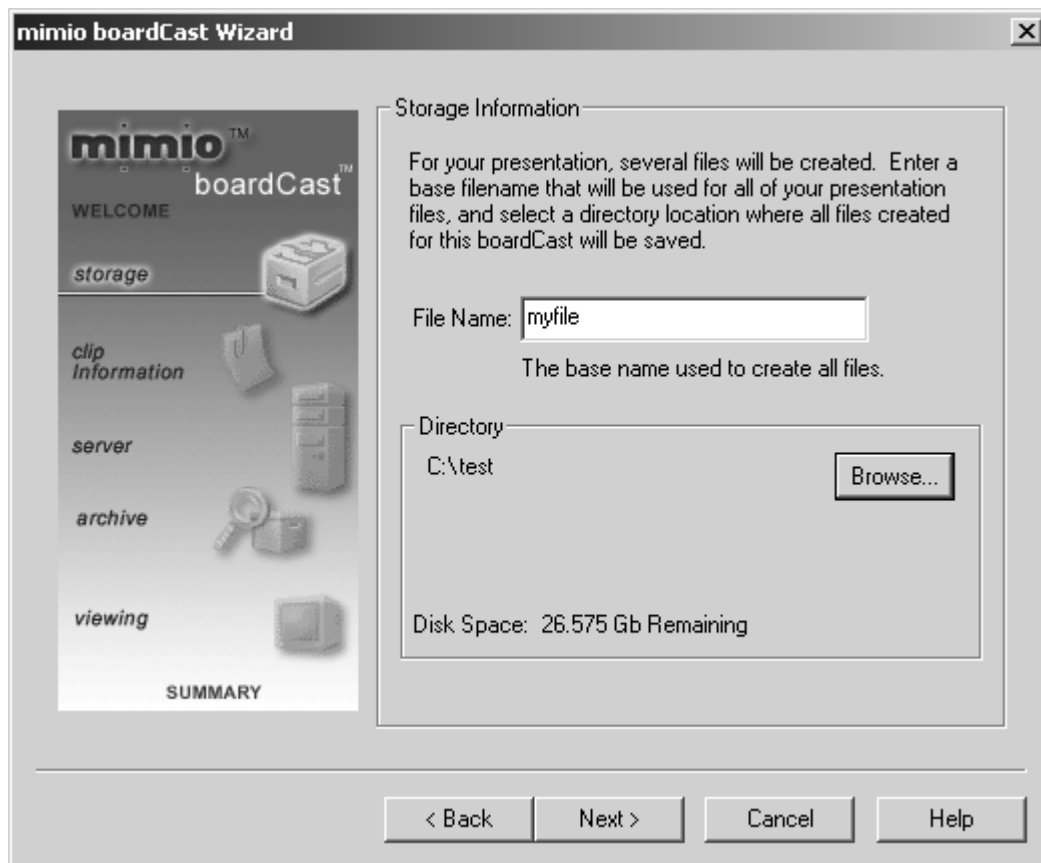 mimio boardCast Wizard
mimio™
boardCast™
WELCOME
storage
clip
Information
server
archive
viewing
SUMMARY
Storage Information
For your presentation, several files will be created. Enter a
base filename that will be used for all of your presentation
files, and select a directory location where all files created
for this boardCast will be saved.
File Name: myfile
The base name used to create all files.
Directory
C:\test
Browse...
Disk Space: 26.575 Gb Remaining
< Back
Next >
Cancel
Help